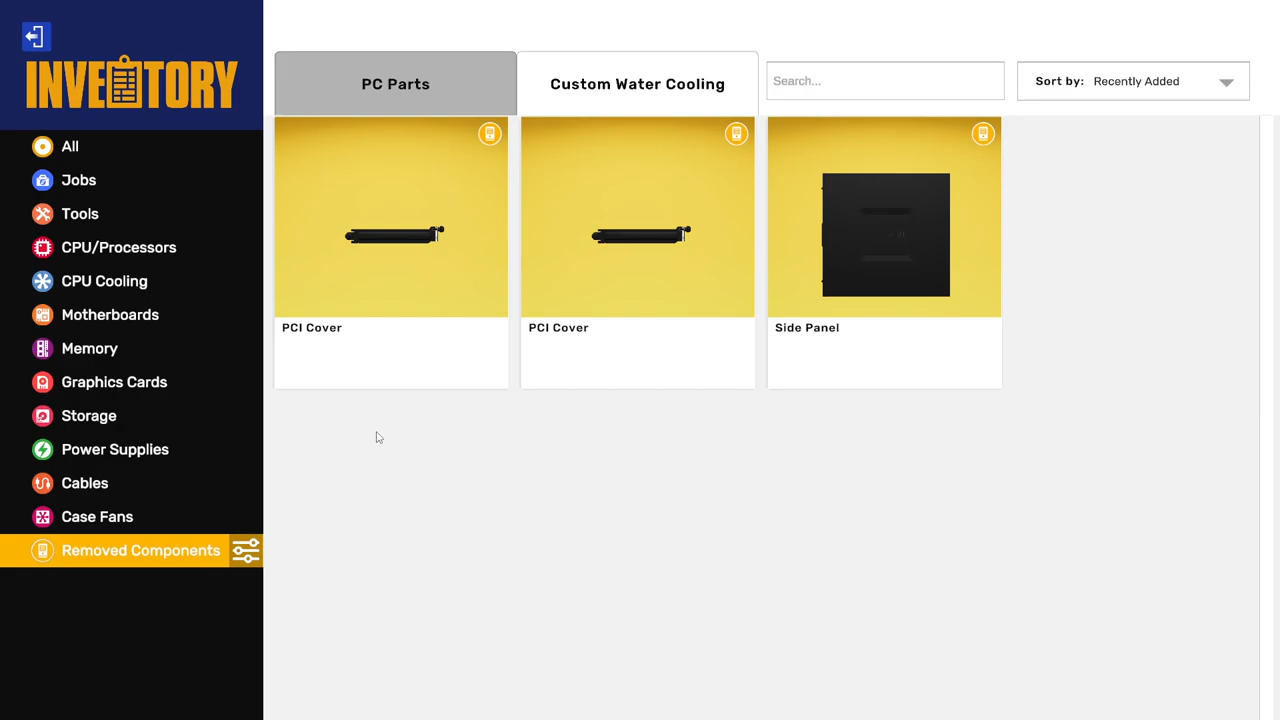 INVENTORY
PC Parts
Custom Water Cooling
Search...
Sort by: Recently Added
All
Jobs
Tools
CPU/Processors
CPU Cooling
Motherboards
Memory
Graphics Cards
Storage
Power Supplies
Cables
Case Fans
Removed Components
PCI Cover
PCI Cover
Side Panel